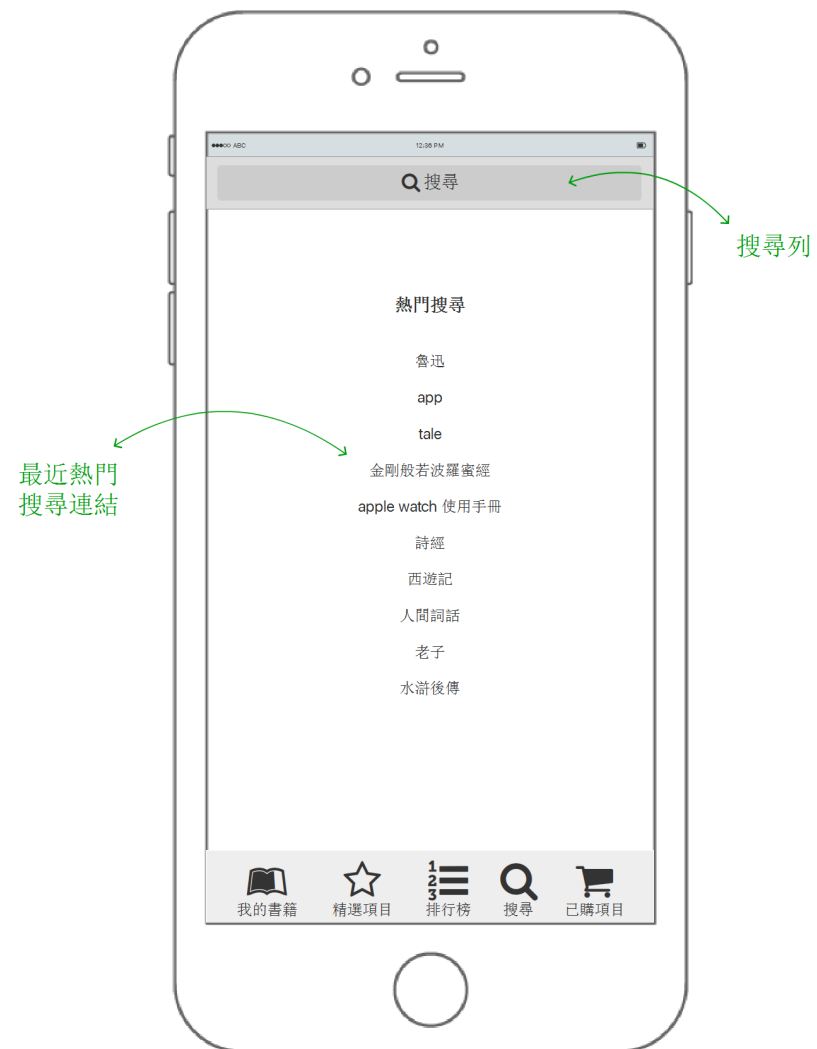 ABC
12:36 PM
搜尋
搜尋列
熱門搜尋
魯迅
app
tale
金剛般若波羅蜜經
apple watch 使用手冊
詩經
西遊記
人間詞話
老子
水滸後傳
最近熱門
搜尋連結
1
2
3
我的書籍
精選項目
排行榜
搜尋
已購項目